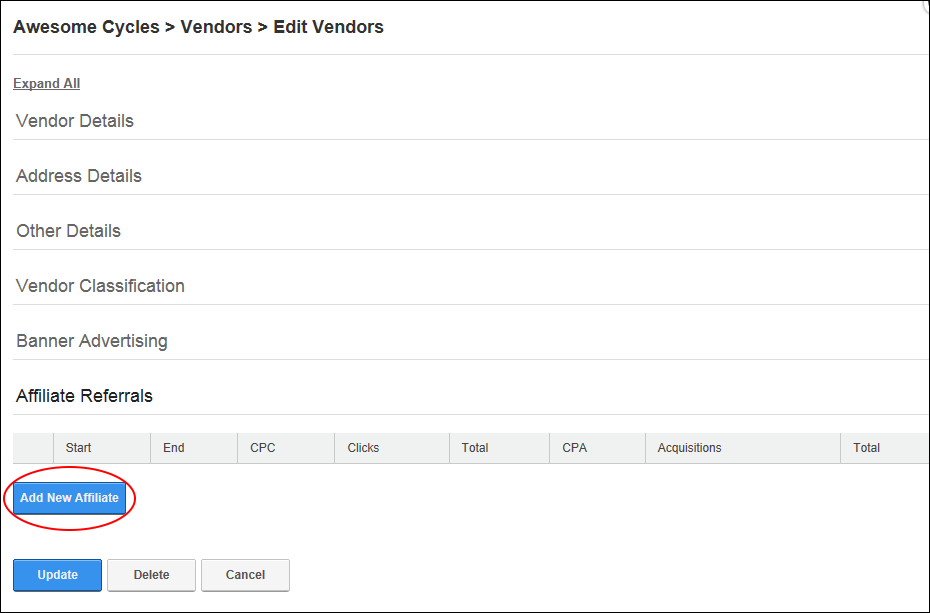 Awesome Cycles > Vendors > Edit Vendors
Expand All
Vendor Details
Address Details
Other Details
Vendor Classification
Banner Advertising
Affiliate Referrals
Start End CPC Clicks Total CPA Acquisitions Total
Add New Affiliate
Update Delete Cancel